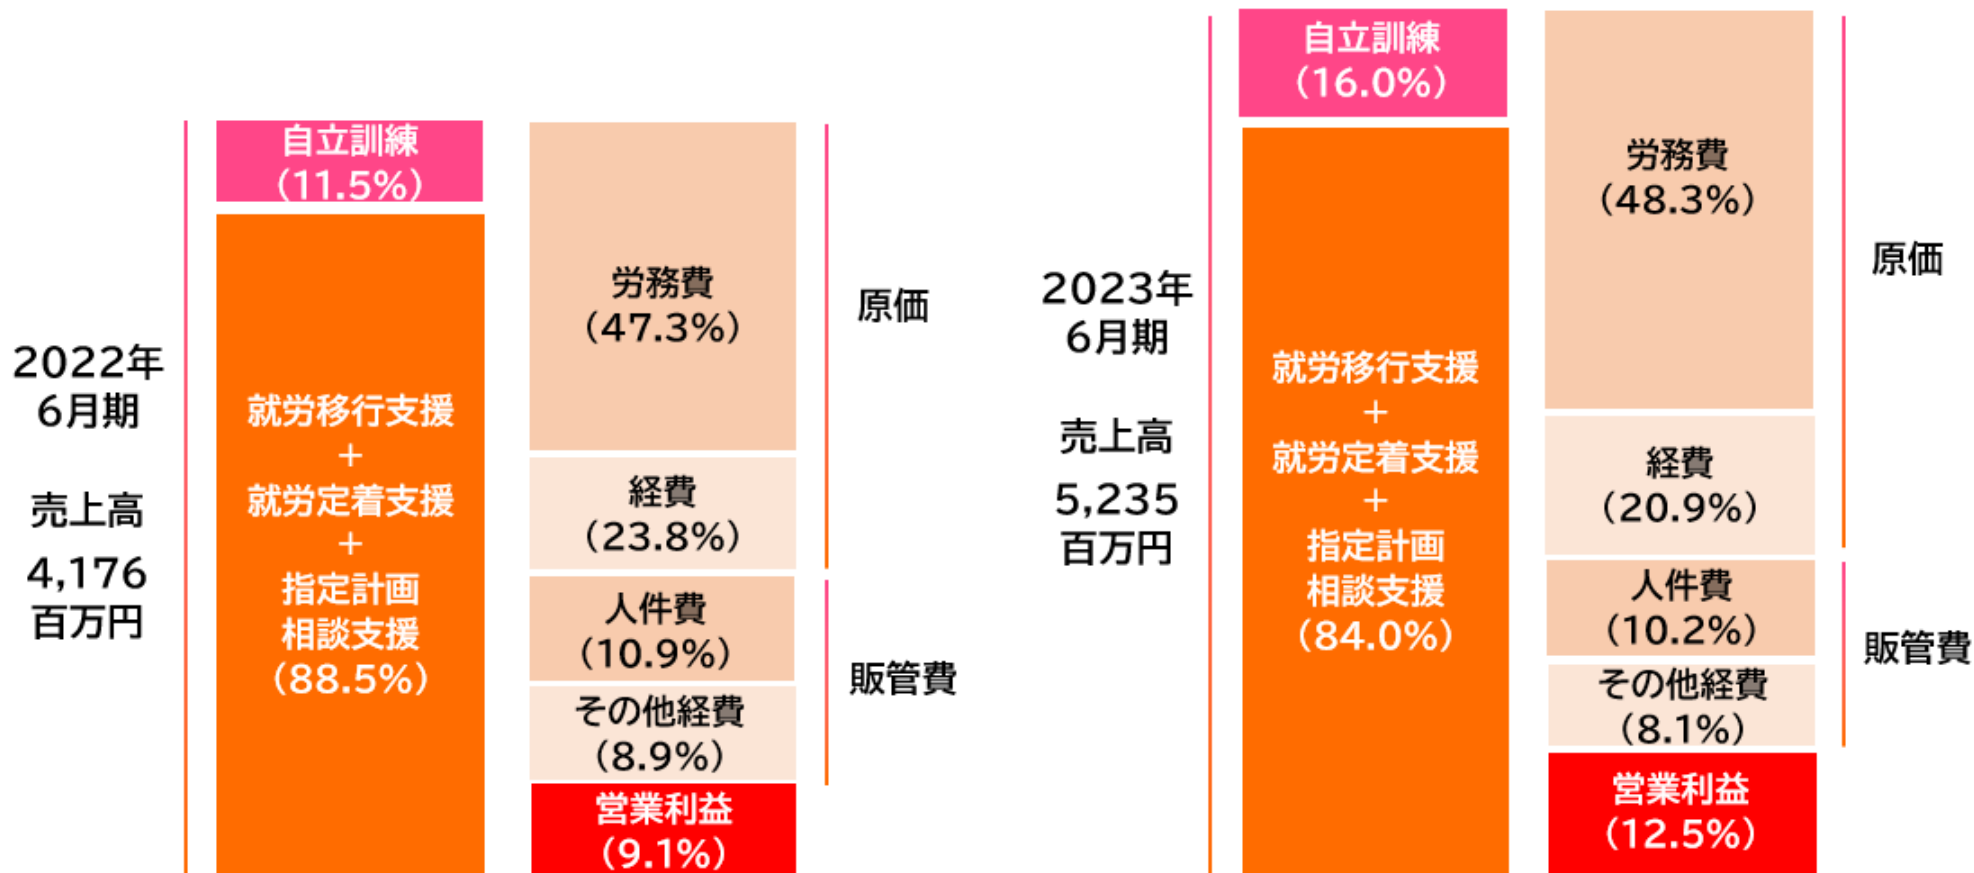 2022年
6月期
売上高
4,176
百万円
自立訓練
(11.5%)
就労移行支援
+
就労定着支援
+
指定計画
相談支援
(88.5%)
労務費
(47.3%)
経費
(23.8%)
人件費
(10.9%)
その他経費
(8.9%)
営業利益
(9.1%)
原価
販管費
2023年
6月期
売上高
5,235
百万円
自立訓練
(16.0%)
就労移行支援
+
就労定着支援
+
指定計画
相談支援
(84.0%)
労務費
(48.3%)
経費
(20.9%)
人件費
(10.2%)
その他経費
(8.1%)
営業利益
(12.5%)
原価
販管費